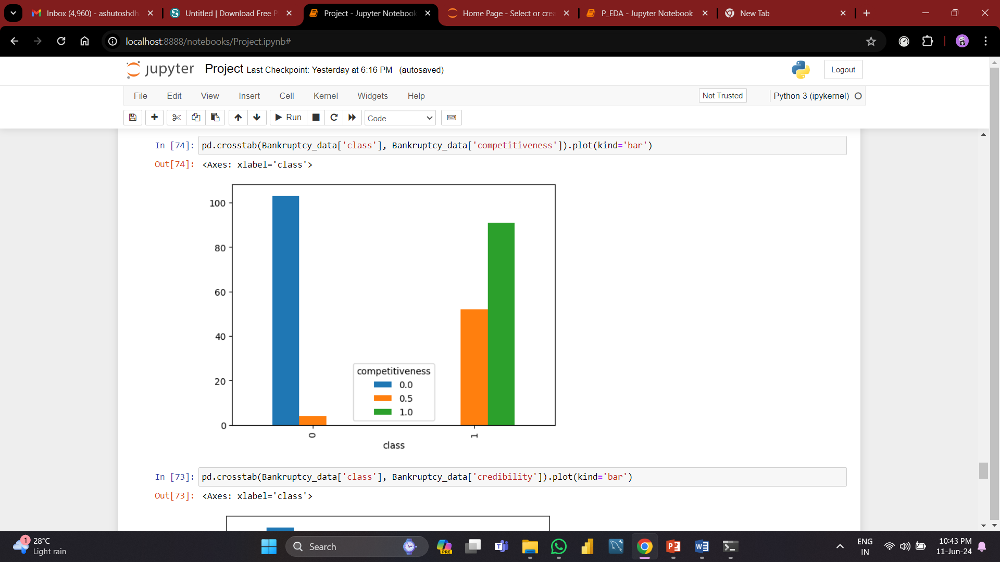 Inbox (4,960) - ashutoshdh
Untitled | Download Free P
Project - Jupyter Notebook
Home Page - Select or crea
P_EDA - Jupyter Notebook
New Tab
localhost:8888/notebooks/Project.ipynb#
jupyter Project Last Checkpoint: Yesterday at 6:16 PM (autosaved)
Logout
File Edit View Insert Cell Kernel Widgets Help
Not Trusted
Python 3 (ipykernel)
Run
Code
In [74]: pd.crosstab(Bankruptcy_data['class'], Bankruptcy_data['competitiveness']).plot(kind='bar')
Out[74]: <Axes: xlabel='class'>
100
80
60
40
20
0
competitiveness
0.0
0.5
1.0
0
1
class
In [73]: pd.crosstab(Bankruptcy_data['class'], Bankruptcy_data['credibility']).plot(kind='bar')
Out[73]: <Axes: xlabel='class'>
1
28°C
Light rain
Search
PRE
ENG
IN
10:43 PM
11-Jun-24